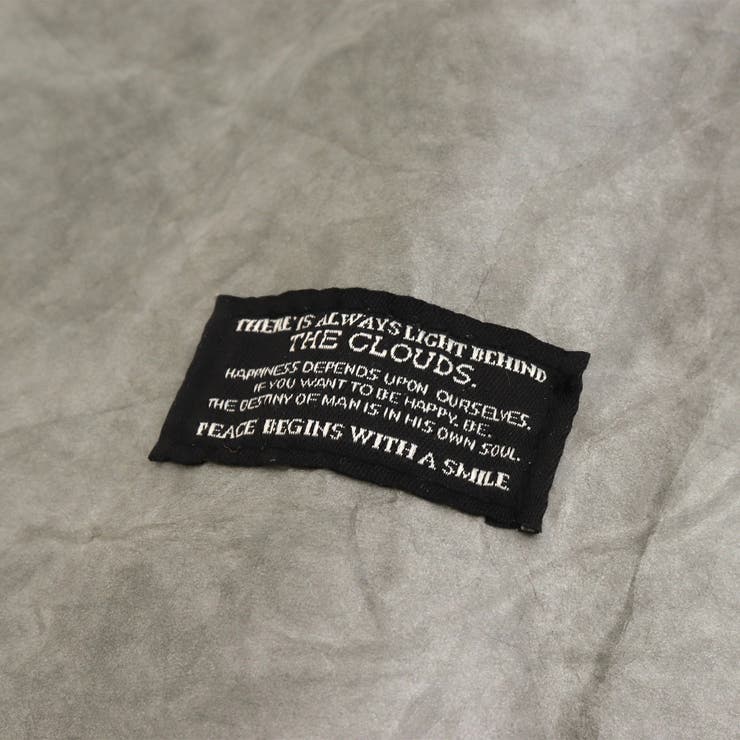 THERE'S ALWAYS LIGHT BEHIND
THE CLOUDS.
HAPPINESS DEPENDS UPON OURSELVES.
IF YOU WANT TO BE HAPPY, BE.
THE DESTINY OF MAN IS IN HIS OWN SOUL.
PEACE BEGINS WITH A SMILE